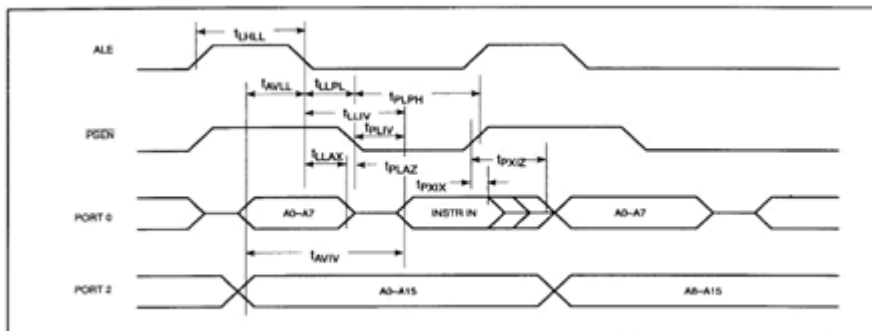 ALE
tLHLL
tAVLL
tLLPL
tPLPH
tLLIV
PSEN
tPLIV
tLLAX
tPLAZ
tPXIZ
tPXIX
PORT 0
A0–A7
INSTR IN
A0–A7
tAVIV
PORT 2
A0–A15
A8–A15